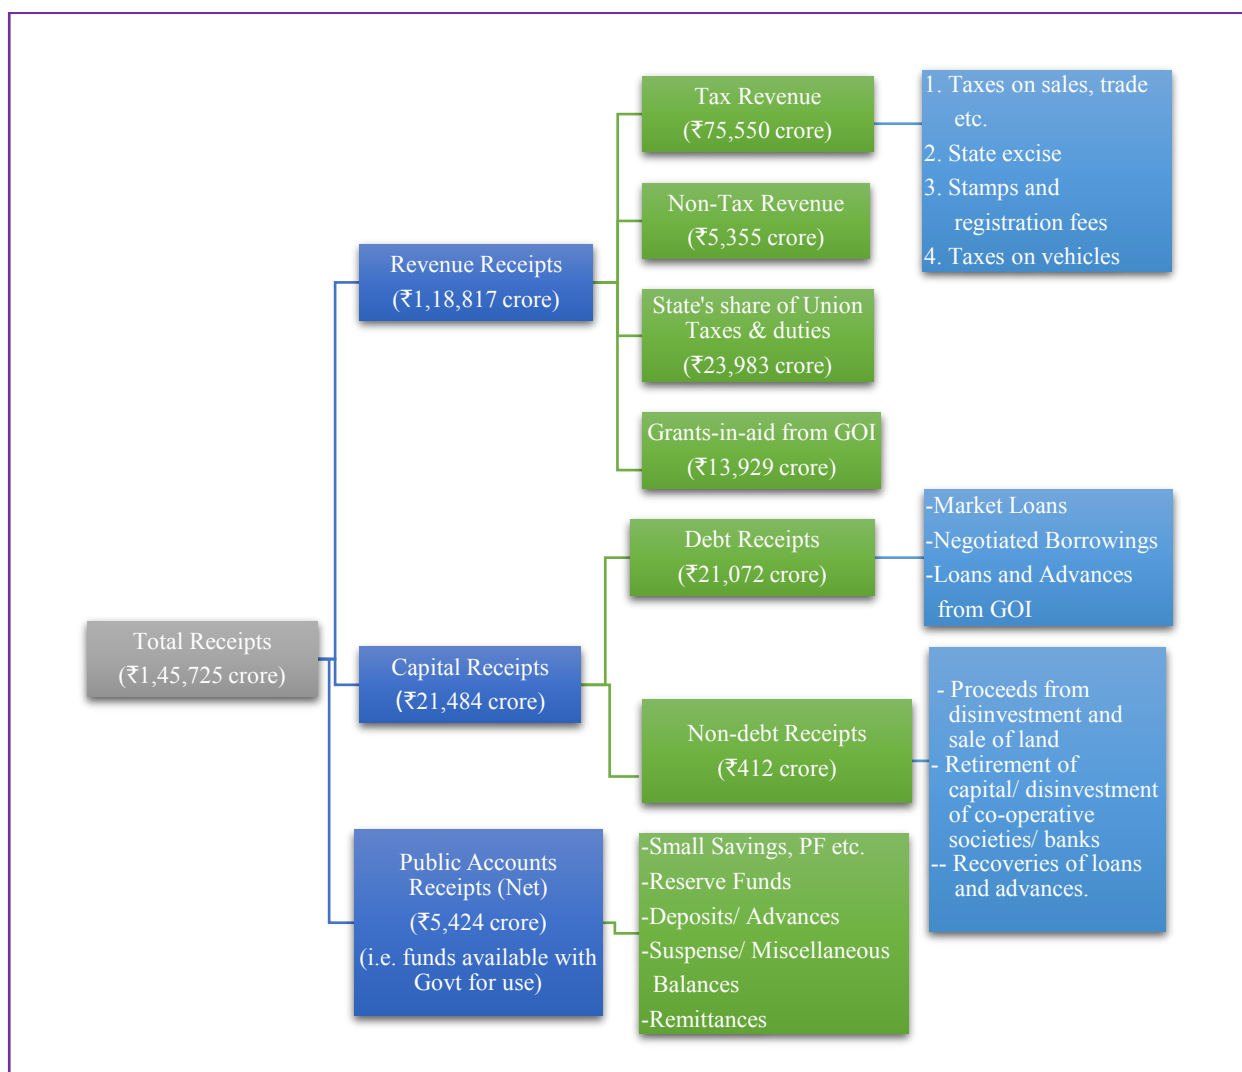 Tax Revenue
(₹75,550 crore)
1. Taxes on sales, trade
etc.
2. State excise
3. Stamps and
registration fees
4. Taxes on vehicles
Non-Tax Revenue
(₹5,355 crore)
Revenue Receipts
(₹1,18,817 crore)
State's share of Union
Taxes & duties
(₹23,983 crore)
Grants-in-aid from GOI
(₹13,929 crore)
Debt Receipts
(₹21,072 crore)
-Market Loans
-Negotiated Borrowings
-Loans and Advances
from GOI
Total Receipts
(₹1,45,725 crore)
Capital Receipts
(₹21,484 crore)
Non-debt Receipts
(₹412 crore)
- Proceeds from
disinvestment and
sale of land
- Retirement of
capital/ disinvestment
of co-operative
societies/ banks
-- Recoveries of loans
and advances.
Public Accounts
Receipts (Net)
(₹5,424 crore)
(i.e. funds available with
Govt for use)
-Small Savings, PF etc.
-Reserve Funds
-Deposits/ Advances
-Suspense/ Miscellaneous
Balances
-Remittances